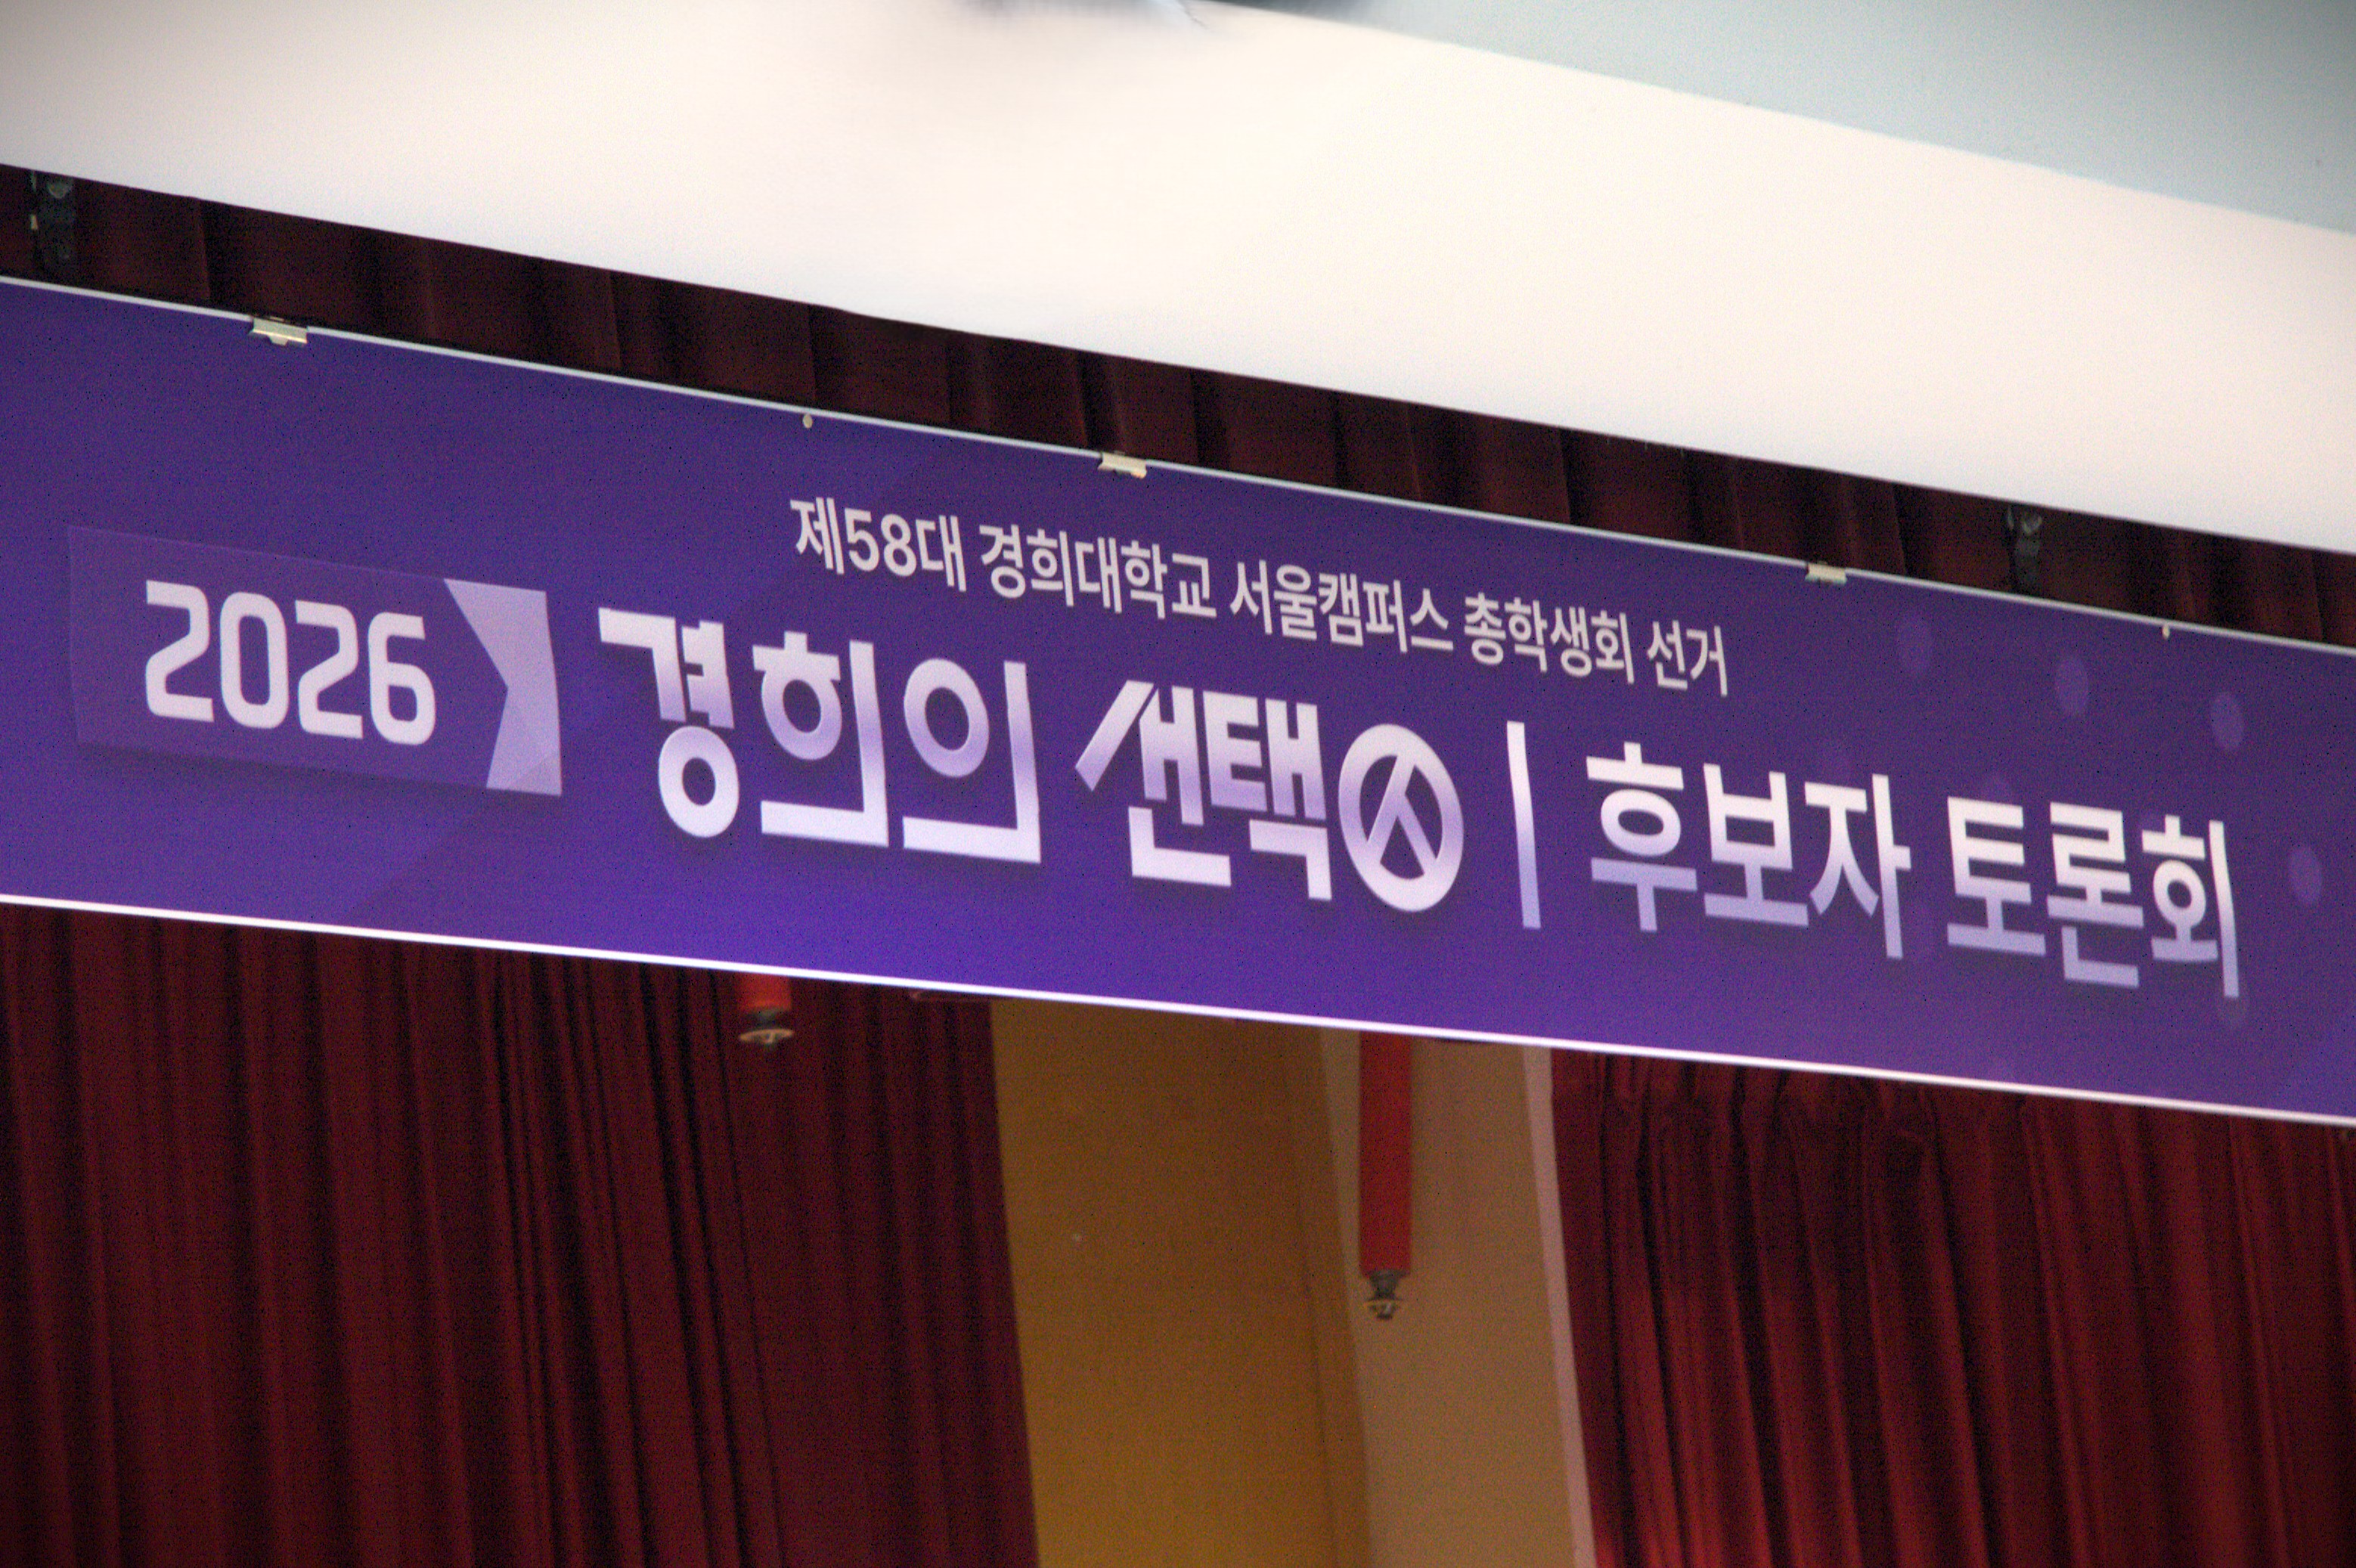 제58대 경희대학교 서울캠퍼스 총학생회 선거
2026 경희의 선택 | 후보자 토론회